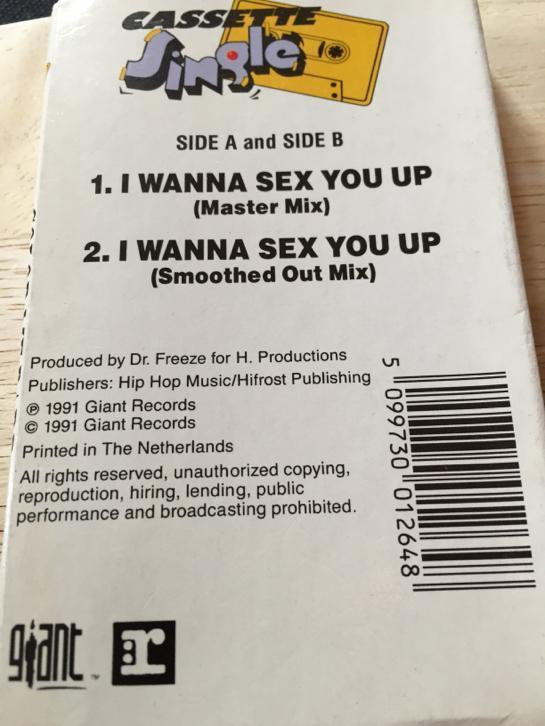 CASSETTE
Single
SIDE A and SIDE B
1. I WANNA SEX YOU UP
(Master Mix)
2. I WANNA SEX YOU UP
(Smoothed Out Mix)
Produced by Dr. Freeze for H. Productions
Publishers: Hip Hop Music/Hifrost Publishing
℗ 1991 Giant Records
© 1991 Giant Records
Printed in The Netherlands
All rights reserved, unauthorized copying,
reproduction, hiring, lending, public
performance and broadcasting prohibited.
5 099730 012648
giant™
r